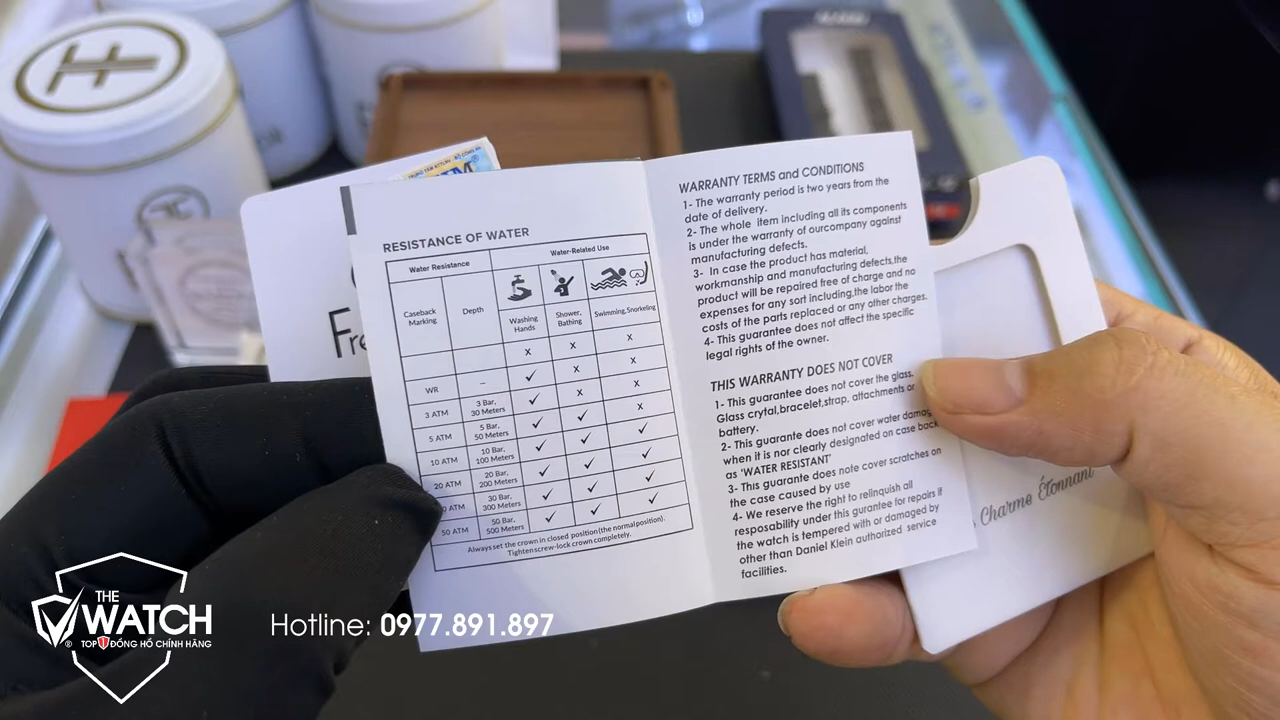 TRUNG TÂM
BỘ CÔNG AN
RESISTANCE OF WATER
Water Resistance
Water-Related Use
Caseback Marking
Depth
Washing Hands
Shower, Bathing
Swimming, Snorkeling
x x x
WR – ✓ x x
3 ATM 3 Bar, 30 Meters ✓ x x
5 ATM 5 Bar, 50 Meters ✓ ✓ x
10 ATM 10 Bar, 100 Meters ✓ ✓ ✓
20 ATM 20 Bar, 200 Meters ✓ ✓ ✓
0 ATM 30 Bar, 300 Meters ✓ ✓ ✓
50 ATM 50 Bar, 500 Meters ✓ ✓ ✓
Always set the crown in closed position (the normal position).
Tighten screw-lock crown completely.
WARRANTY TERMS and CONDITIONS
1- The warranty period is two years from the
date of delivery.
2- The whole item including all its components
is under the warranty of ourcompany against
manufacturing defects.
3- In case the product has material,
workmanship and manufacturing defects,the
product will be repaired free of charge and no
expenses for any sort including,the labor the
costs of the parts replaced or any other charges.
4- This guarantee does not affect the specific
legal rights of the owner.
THIS WARRANTY DOES NOT COVER
1- This guarantee does not cover the glass.
Glass crytal,bracelet,strap, attachments or
battery.
2- This guarante does not cover water damag
when it is nor clearly designated on case back
as 'WATER RESISTANT'
3- This guarantee does note cover scratches on
the case caused by use
4- We reserve the right to relinquish all
resposability under this gurantee for repairs if
the watch is tempered with or damaged by
other than Daniel Klein authorized service
facilities.
Fre
Charme Étonnant
THE
WATCH
® TOP 1 ĐỒNG HỒ CHÍNH HÃNG
Hotline: 0977.891.897